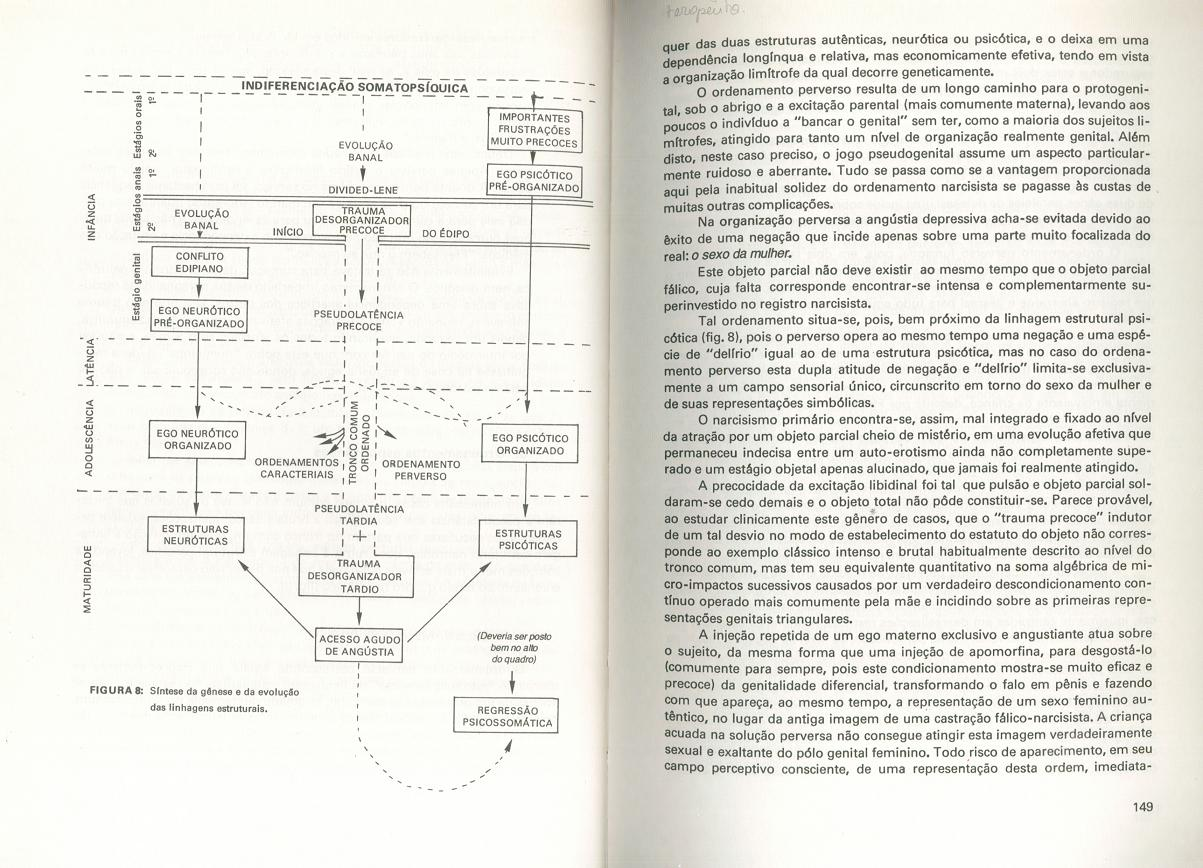 INDIFERENCIAÇÃO SOMATOPSÍQUICA
INFÂNCIA
Estágios orais
1º
2º
Estágios anais
1º
2º
Estágio genital
LATÊNCIA
ADOLESCÊNCIA
MATURIDADE
IMPORTANTES
FRUSTRAÇÕES
MUITO PRECOCES
EVOLUÇÃO
BANAL
EGO PSICÓTICO
PRÉ-ORGANIZADO
DIVIDED-LENE
EVOLUÇÃO
BANAL
TRAUMA
DESORGANIZADOR
PRECOCE
INÍCIO
DO ÉDIPO
CONFLITO
EDIPIANO
EGO NEURÓTICO
PRÉ-ORGANIZADO
PSEUDOLATÊNCIA
PRECOCE
EGO NEURÓTICO
ORGANIZADO
TRONCO COMUM
ORDENADO
EGO PSICÓTICO
ORGANIZADO
ORDENAMENTOS
CARACTERIAIS
ORDENAMENTO
PERVERSO
PSEUDOLATÊNCIA
TARDIA
+
ESTRUTURAS
NEURÓTICAS
ESTRUTURAS
PSICÓTICAS
TRAUMA
DESORGANIZADOR
TARDIO
ACESSO AGUDO
DE ANGÚSTIA
(Deveria ser posto
bem no alto
do quadro)
REGRESSÃO
PSICOSSOMÁTICA
FIGURA 8: Síntese da gênese e da evolução
das linhagens estruturais.
quer das duas estruturas autênticas, neurótica ou psicótica, e o deixa em uma
dependência longínqua e relativa, mas economicamente efetiva, tendo em vista
a organização limítrofe da qual decorre geneticamente.
O ordenamento perverso resulta de um longo caminho para o protogeni-
tal, sob o abrigo e a excitação parental (mais comumente materna), levando aos
poucos o indivíduo a "bancar o genital" sem ter, como a maioria dos sujeitos li-
mítrofes, atingido para tanto um nível de organização realmente genital. Além
disto, neste caso preciso, o jogo pseudogenital assume um aspecto particular-
mente ruidoso e aberrante. Tudo se passa como se a vantagem proporcionada
aqui pela inabitual solidez do ordenamento narcisista se pagasse às custas de
muitas outras complicações.
Na organização perversa a angústia depressiva acha-se evitada devido ao
êxito de uma negação que incide apenas sobre uma parte muito focalizada do
real: o sexo da mulher.
Este objeto parcial não deve existir ao mesmo tempo que o objeto parcial
fálico, cuja falta corresponde encontrar-se intensa e complementarmente su-
perinvestido no registro narcisista.
Tal ordenamento situa-se, pois, bem próximo da linhagem estrutural psi-
cótica (fig. 8), pois o perverso opera ao mesmo tempo uma negação e uma espé-
cie de "delírio" igual ao de uma estrutura psicótica, mas no caso do ordena-
mento perverso esta dupla atitude de negação e "delírio" limita-se exclusiva-
mente a um campo sensorial único, circunscrito em torno do sexo da mulher e
de suas representações simbólicas.
O narcisismo primário encontra-se, assim, mal integrado e fixado ao nível
da atração por um objeto parcial cheio de mistério, em uma evolução afetiva que
permaneceu indecisa entre um auto-erotismo ainda não completamente supe-
rado e um estágio objetal apenas alucinado, que jamais foi realmente atingido.
A precocidade da excitação libidinal foi tal que pulsão e objeto parcial sol-
daram-se cedo demais e o objeto total não pôde constituir-se. Parece provável,
ao estudar clinicamente este gênero de casos, que o "trauma precoce" indutor
de um tal desvio no modo de estabelecimento do estatuto do objeto não corres-
ponde ao exemplo clássico intenso e brutal habitualmente descrito ao nível do
tronco comum, mas tem seu equivalente quantitativo na soma algébrica de mi-
cro-impactos sucessivos causados por um verdadeiro descondicionamento con-
tínuo operado mais comumente pela mãe e incidindo sobre as primeiras repre-
sentações genitais triangulares.
A injeção repetida de um ego materno exclusivo e angustiante atua sobre
o sujeito, da mesma forma que uma injeção de apomorfina, para desgostá-lo
(comumente para sempre, pois este condicionamento mostra-se muito eficaz e
precoce) da genitalidade diferencial, transformando o falo em pênis e fazendo
com que apareça, ao mesmo tempo, a representação de um sexo feminino au-
têntico, no lugar da antiga imagem de uma castração fálico-narcisista. A criança
acuada na solução perversa não consegue atingir esta imagem verdadeiramente
sexual e exaltante do pólo genital feminino. Todo risco de aparecimento, em seu
campo perceptivo consciente, de uma representação desta ordem, imediata-
149